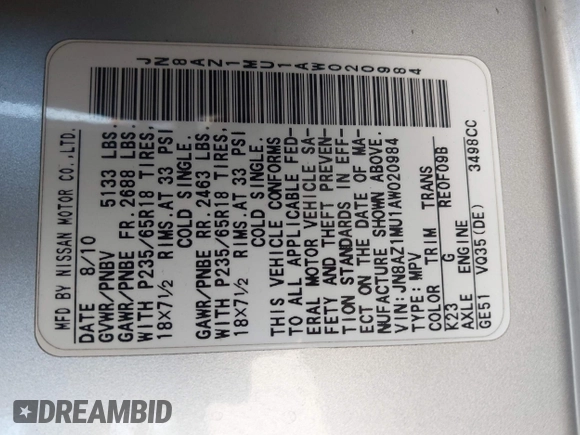 MFD BY NISSAN MOTOR CO.,LTD.
DATE 8/10
GVWR/PNBV 5133 LBS.
GAWR/PNBE FR. 2688 LBS.
WITH P235/65R18 TIRES,
18X7½ RIMS.AT 33 PSI
COLD SINGLE.
GAWR/PNBE RR. 2463 LBS.
WITH P235/65R18 TIRES,
18X7½ RIMS.AT 33 PSI
COLD SINGLE.
THIS VEHICLE CONFORMS
TO ALL APPLICABLE FED-
ERAL MOTOR VEHICLE SA-
FETY AND THEFT PREVEN-
TION STANDARDS IN EFF-
ECT ON THE DATE OF MA-
NUFACTURE SHOWN ABOVE.
VIN:JN8AZ1MU1AW020984
TYPE: MPV
COLOR TRIM TRANS
K23 G RE0F09B
AXLE ENGINE
GE51 VQ35(DE) 3498CC
JN8AZ1MU1AW020984
DREAMBID